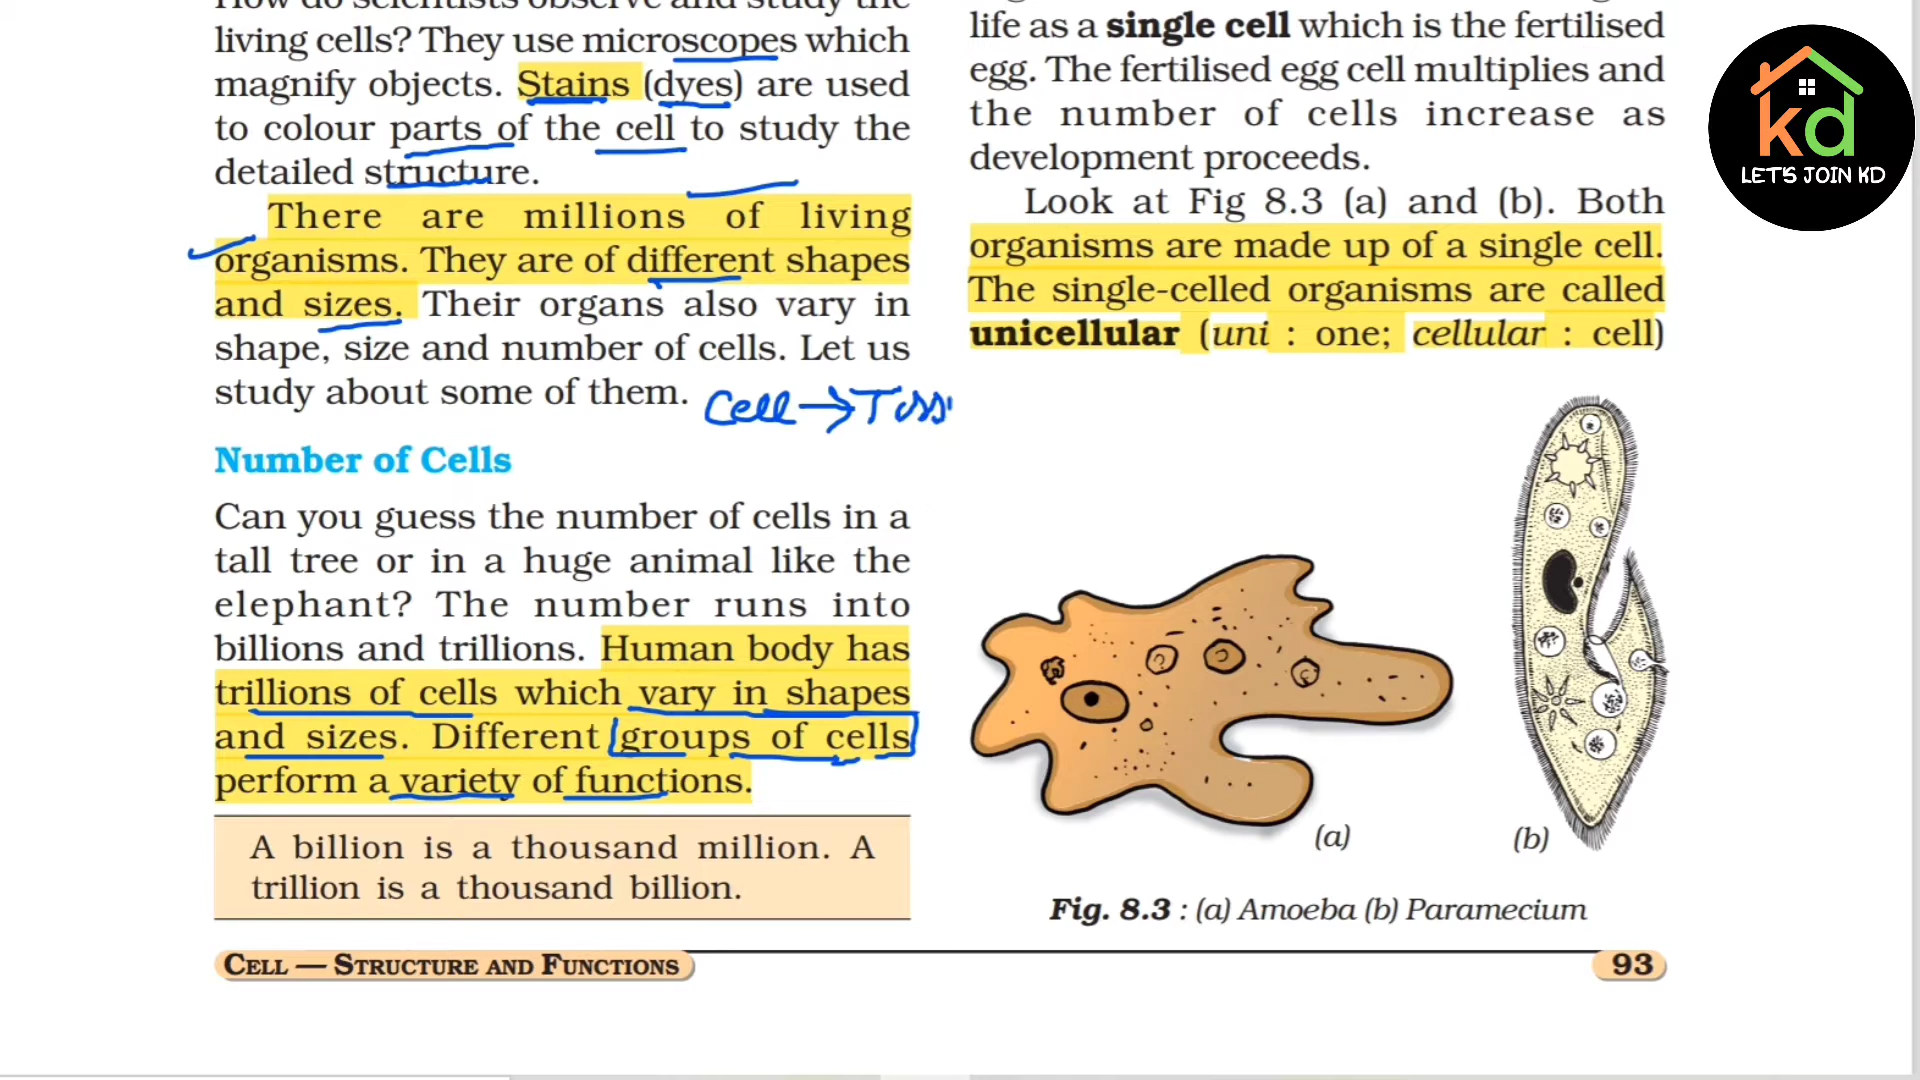 living cells? They use microscopes which
magnify objects. Stains (dyes) are used
to colour parts of the cell to study the
detailed structure.
There are millions of living
organisms. They are of different shapes
and sizes. Their organs also vary in
shape, size and number of cells. Let us
study about some of them.
Cell → Tiss
Number of Cells
Can you guess the number of cells in a
tall tree or in a huge animal like the
elephant? The number runs into
billions and trillions. Human body has
trillions of cells which vary in shapes
and sizes. Different groups of cells
perform a variety of functions.
A billion is a thousand million. A
trillion is a thousand billion.
life as a single cell which is the fertilised
egg. The fertilised egg cell multiplies and
the number of cells increase as
development proceeds.
Look at Fig 8.3 (a) and (b). Both
organisms are made up of a single cell.
The single-celled organisms are called
unicellular (uni : one; cellular : cell)
(a)
(b)
Fig. 8.3 : (a) Amoeba (b) Paramecium
CELL — STRUCTURE AND FUNCTIONS
93
kd
LET'S JOIN KD